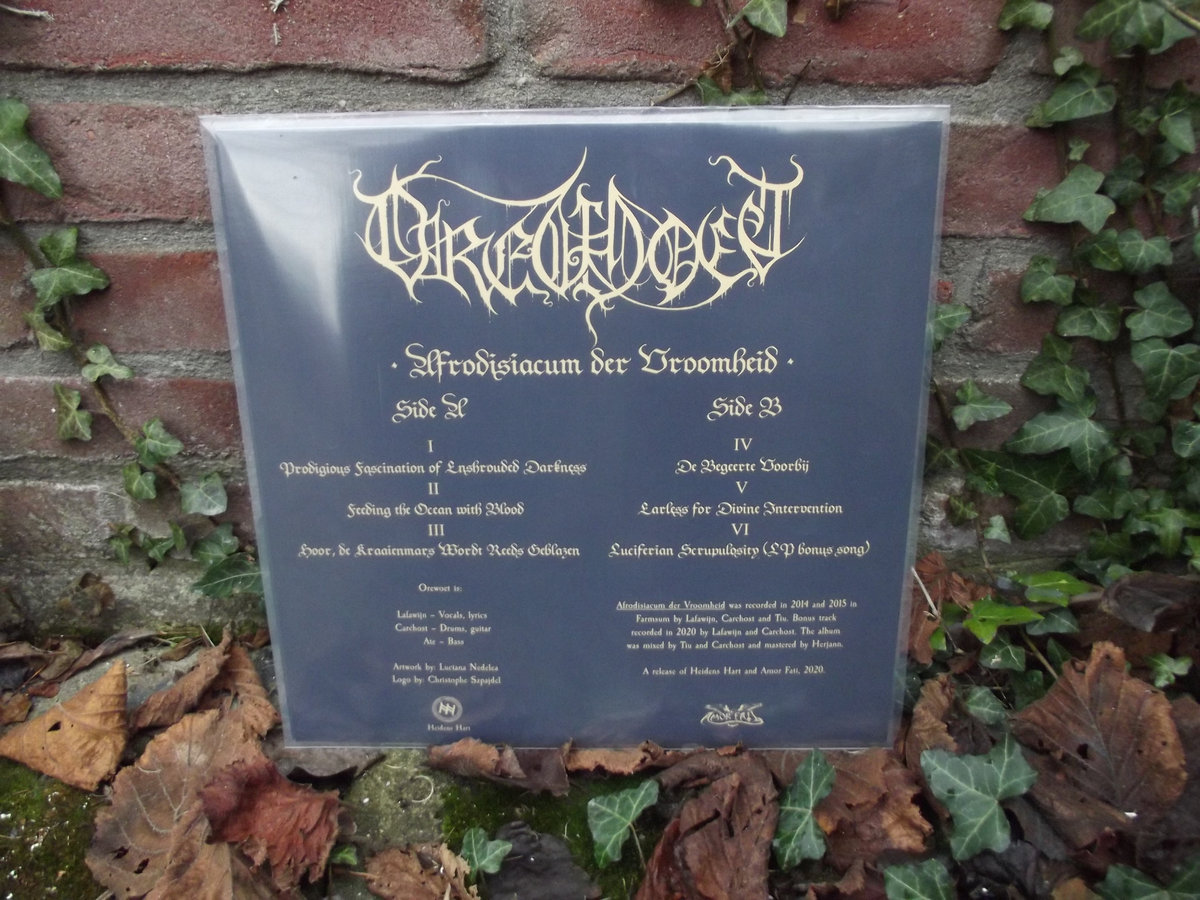 Orewoet
· Afrodisiacum der Vroomheid ·
Side A
I
Prodigious Fascination of Enshrouded Darkness
II
Feeding the Ocean with Blood
III
Hoor, de Kraaienmars Wordt Reeds Geblazen
Side B
IV
De Begeerte Voorbij
V
Earless for Divine Intervention
VI
Luciferian Scrupulosity (LP bonus song)
Orewoet is:
Lafawijn – Vocals, lyrics
Carchost – Drums, guitar
Ate – Bass
Artwork by: Luciana Nedelea
Logo by: Christophe Szpajdel
Heidens Hart
Afrodisiacum der Vroomheid was recorded in 2014 and 2015 in
Farmsum by Lafawijn, Carchost and Tiu. Bonus track
recorded in 2020 by Lafawijn and Carchost. The album
was mixed by Tiu and Carchost and mastered by Herjann.
A release of Heidens Hart and Amor Fati, 2020.
Amor Fati